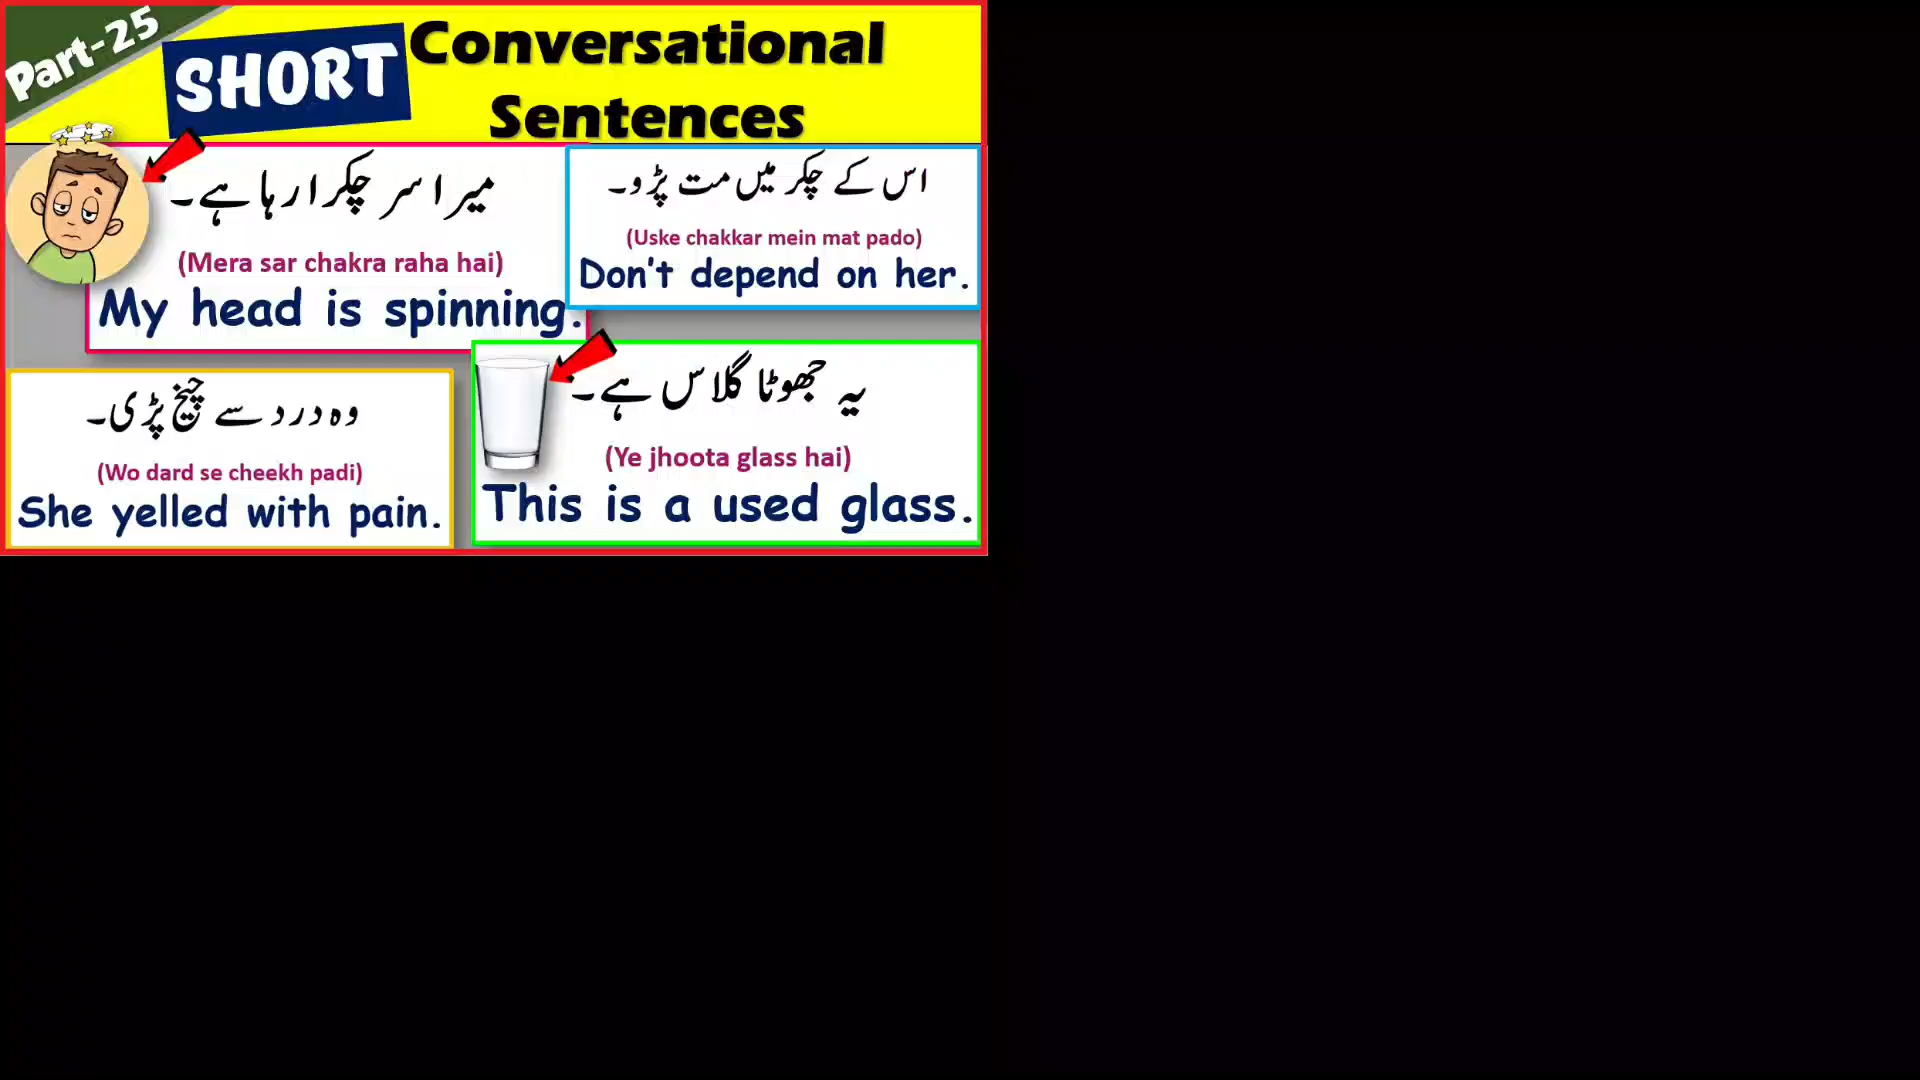 Part-25
SHORT
Conversational
Sentences
میرا سر چکرا رہا ہے۔
(Mera sar chakra raha hai)
My head is spinning.
اس کے چکر میں مت پڑو۔
(Uske chakkar mein mat pado)
Don't depend on her.
وہ درد سے چیخ پڑی۔
(Wo dard se cheekh padi)
She yelled with pain.
یہ جھوٹا گلاس ہے۔
(Ye jhoota glass hai)
This is a used glass.